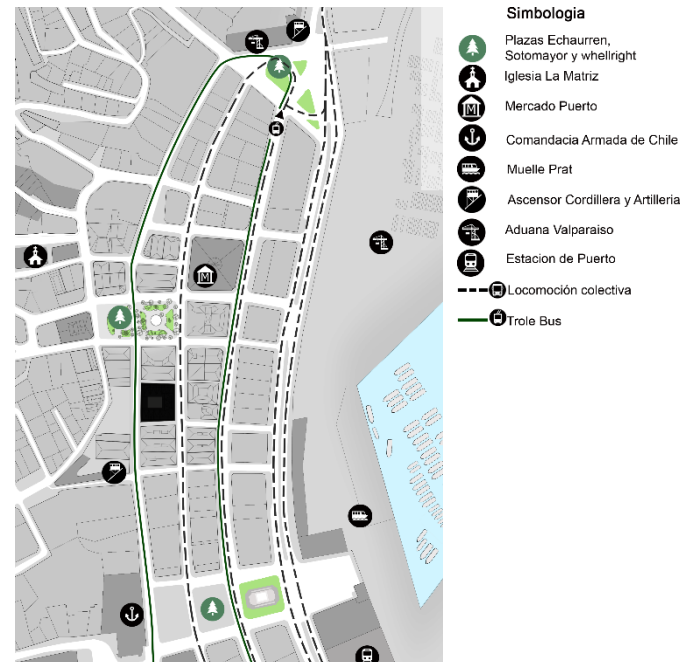 Simbologia
Plazas Echaurren,
Sotomayor y whellright
Iglesia La Matriz
Mercado Puerto
Comandacia Armada de Chile
Muelle Prat
Ascensor Cordillera y Artilleria
Aduana Valparaiso
Estacion de Puerto
Locomoción colectiva
Trole Bus